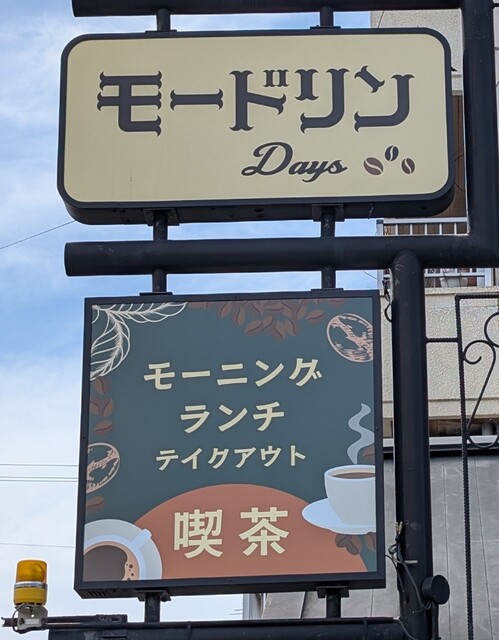 モードリン
Days
モーニング
ランチ
テイクアウト
喫茶